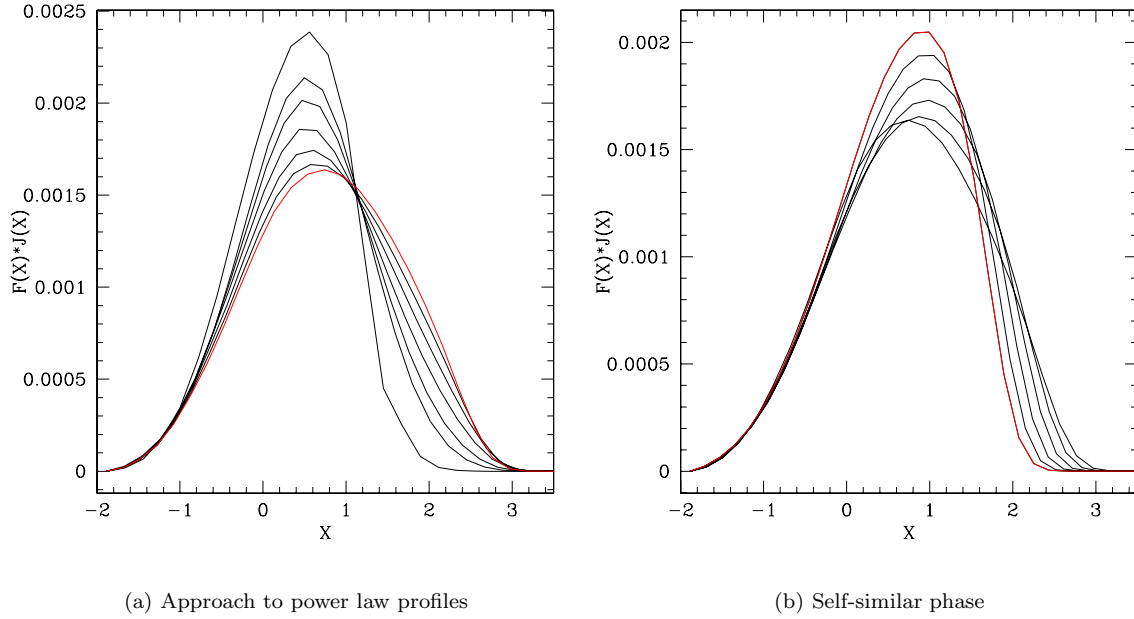 0.0025
0.002
0.0015
0.001
0.0005
0
F(X)*J(X)
-2 -1 0 1 2 3
X
(a) Approach to power law profiles
0.002
0.0015
0.001
0.0005
0
F(X)*J(X)
-2 -1 0 1 2 3
X
(b) Self-similar phase